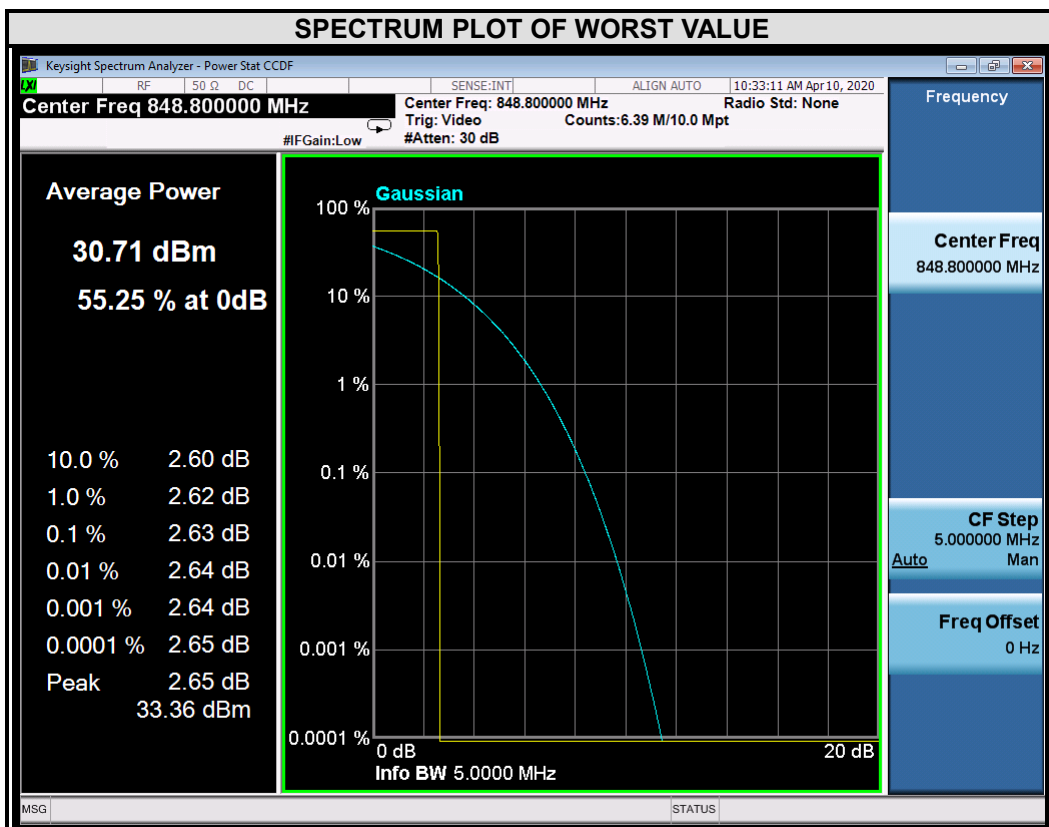 SPECTRUM PLOT OF WORST VALUE
Keysight Spectrum Analyzer - Power Stat CCDF
LXI RF 50 Ω DC SENSE:INT ALIGN AUTO 10:33:11 AM Apr 10, 2020
Center Freq 848.800000 MHz
Center Freq: 848.800000 MHz Radio Std: None
Trig: Video Counts:6.39 M/10.0 Mpt
#IFGain:Low #Atten: 30 dB
Average Power
30.71 dBm
55.25 % at 0dB
10.0 % 2.60 dB
1.0 % 2.62 dB
0.1 % 2.63 dB
0.01 % 2.64 dB
0.001 % 2.64 dB
0.0001 % 2.65 dB
Peak 2.65 dB
33.36 dBm
Gaussian
100 %
10 %
1 %
0.1 %
0.01 %
0.001 %
0.0001 %
0 dB 20 dB
Info BW 5.0000 MHz
Frequency
Center Freq
848.800000 MHz
CF Step
5.000000 MHz
Auto Man
Freq Offset
0 Hz
MSG STATUS